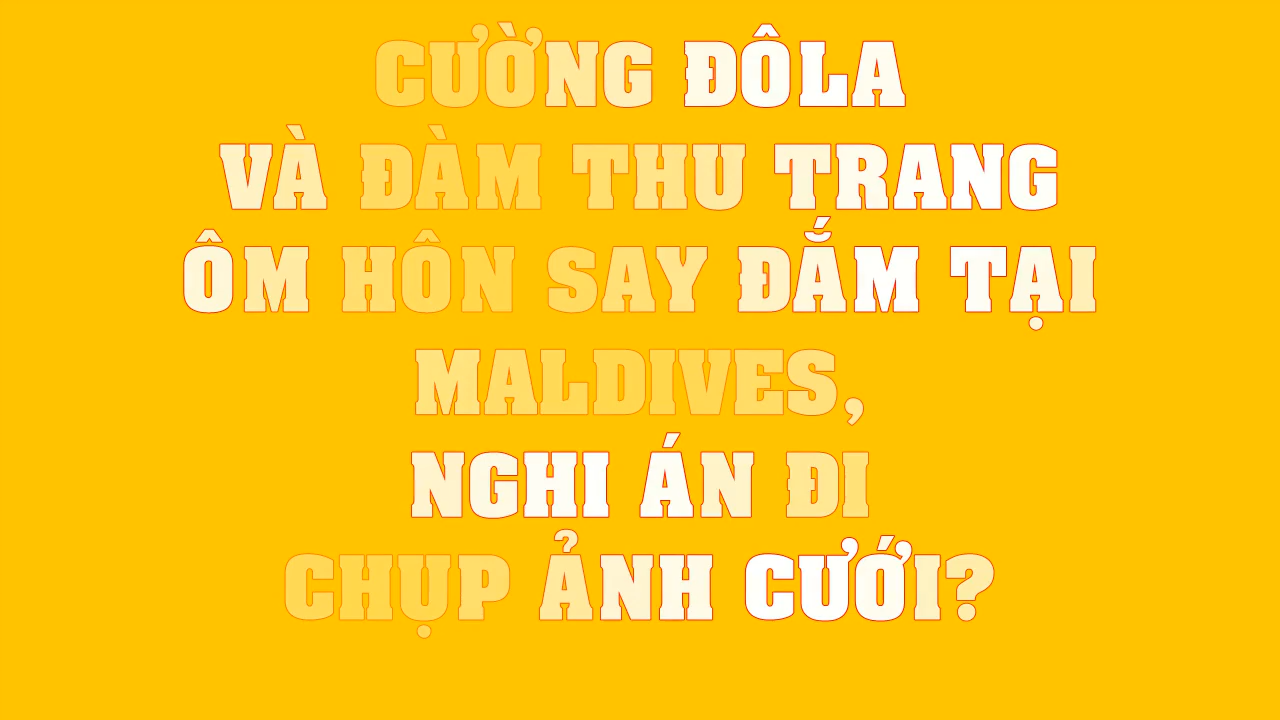 CƯỜNG ĐÔLA
VÀ ĐÀM THU TRANG
ÔM HÔN SAY ĐẮM TẠI
MALDIVES,
NGHI ÁN ĐI
CHỤP ẢNH CƯỚI?